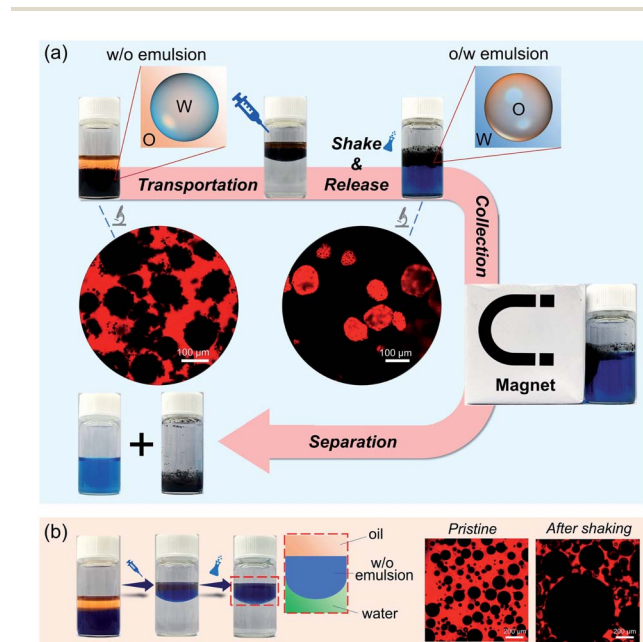 (a)
w/o emulsion
o/w emulsion
W
O
O
W
Shake
&
Transportation
Release
Collection
100 µm
100 µm
Magnet
Separation
(b)
oil
w/o
emulsion
water
Pristine
After shaking
200 µm
200 µm